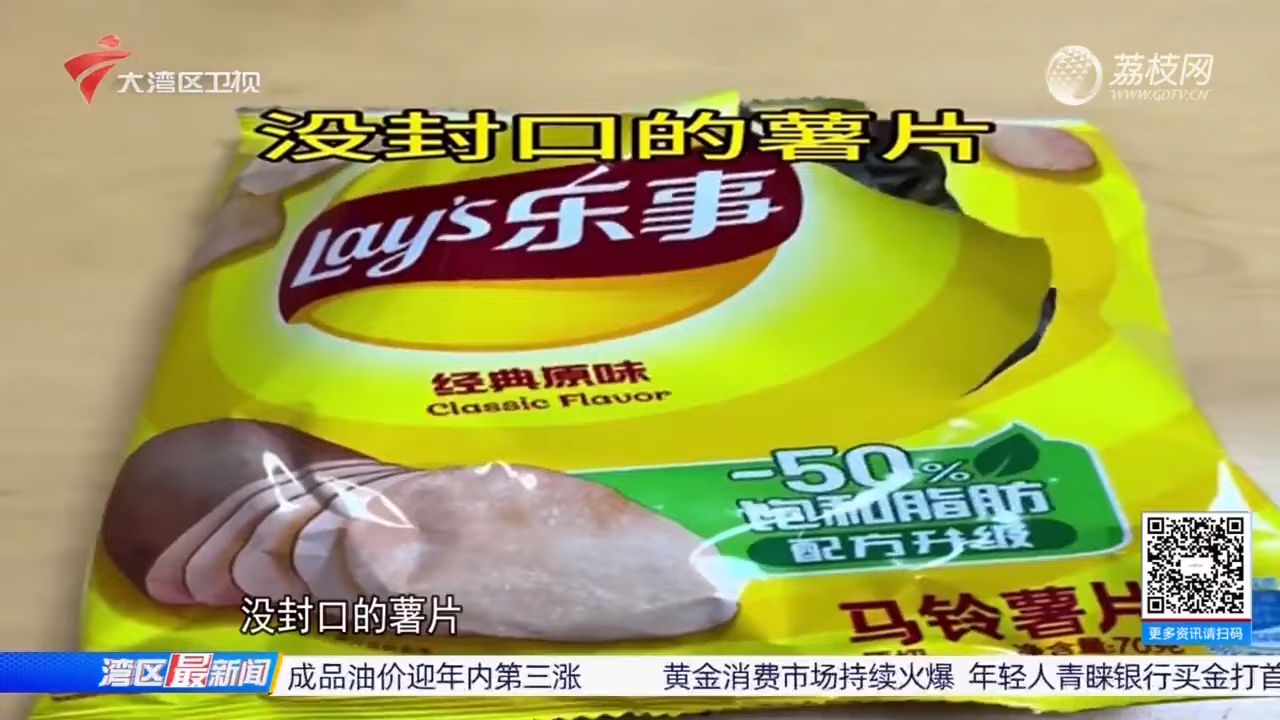 大湾区卫视
荔枝网
WWW.GDTV.CN
没封口的薯片
Lay's乐事
经典原味
Classic Flavor
-50%
饱和脂肪
配方升级
马铃薯片
没封口的薯片
更多资讯请扫码
湾区最新闻
成品油价迎年内第三涨
黄金消费市场持续火爆 年轻人青睐银行买金打首